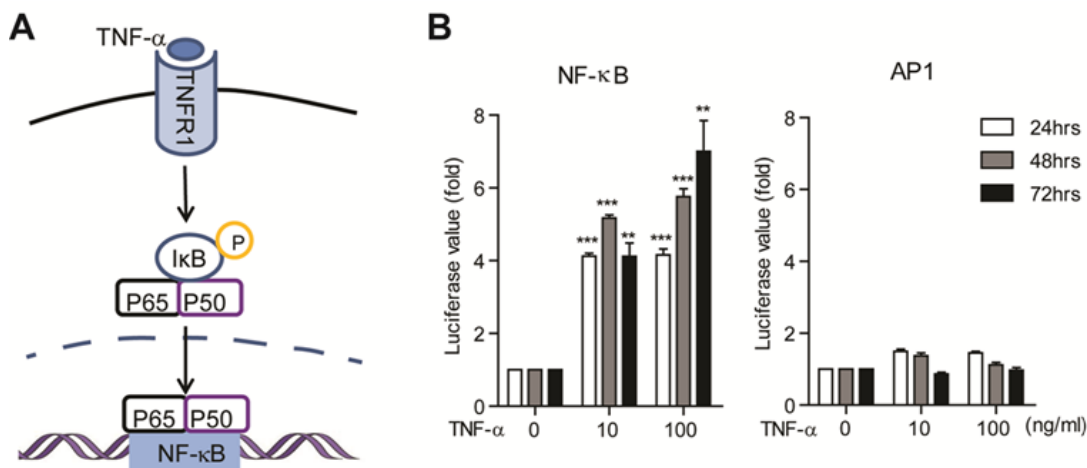 A
TNF-α
TNFR1
IκB
P
P65
P50
P65
P50
NF-κB
B
NF-κB
Luciferase value (fold)
8
6
4
2
0
***
***
**
***
***
**
TNF-α
0
10
100
AP1
Luciferase value (fold)
8
6
4
2
0
TNF-α
0
10
100
(ng/ml)
24hrs
48hrs
72hrs